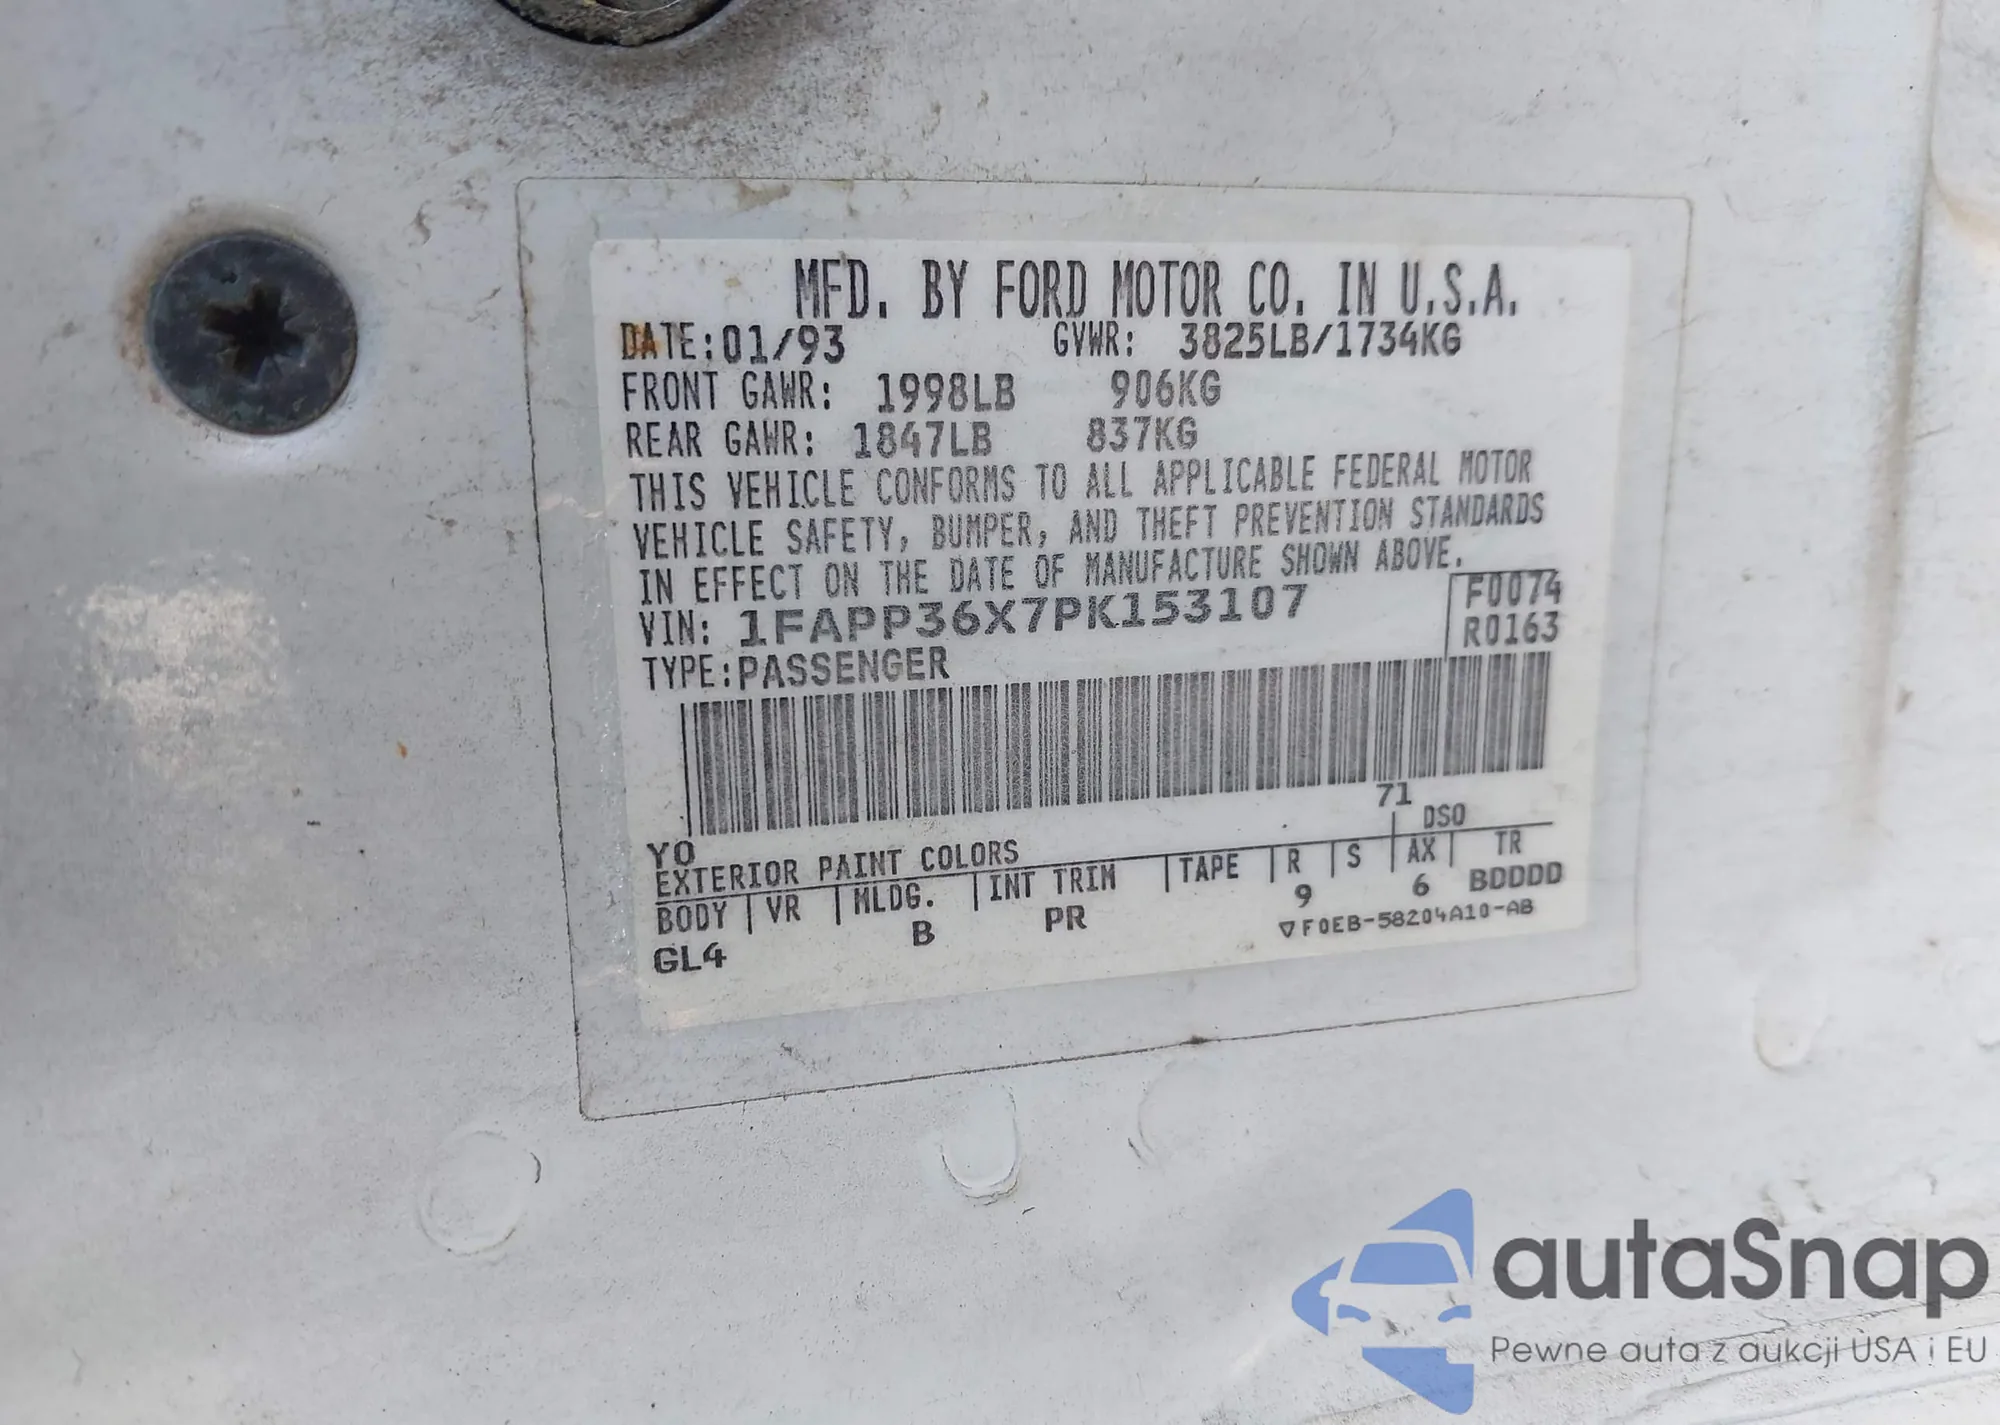 MFD. BY FORD MOTOR CO. IN U.S.A.
DATE:01/93 GVWR: 3825LB/1734KG
FRONT GAWR: 1998LB 906KG
REAR GAWR: 1847LB 837KG
THIS VEHICLE CONFORMS TO ALL APPLICABLE FEDERAL MOTOR
VEHICLE SAFETY, BUMPER, AND THEFT PREVENTION STANDARDS
IN EFFECT ON THE DATE OF MANUFACTURE SHOWN ABOVE.
VIN: 1FAPP36X7PK153107 F0074
TYPE:PASSENGER R0163
71
YO DSO
EXTERIOR PAINT COLORS
BODY VR MLDG. INT TRIM TAPE R S AX TR
GL4 B PR 9 6 BDDDD
F0EB-58204A10-AB
autaSnap
Pewne auta z aukcji USA i EU